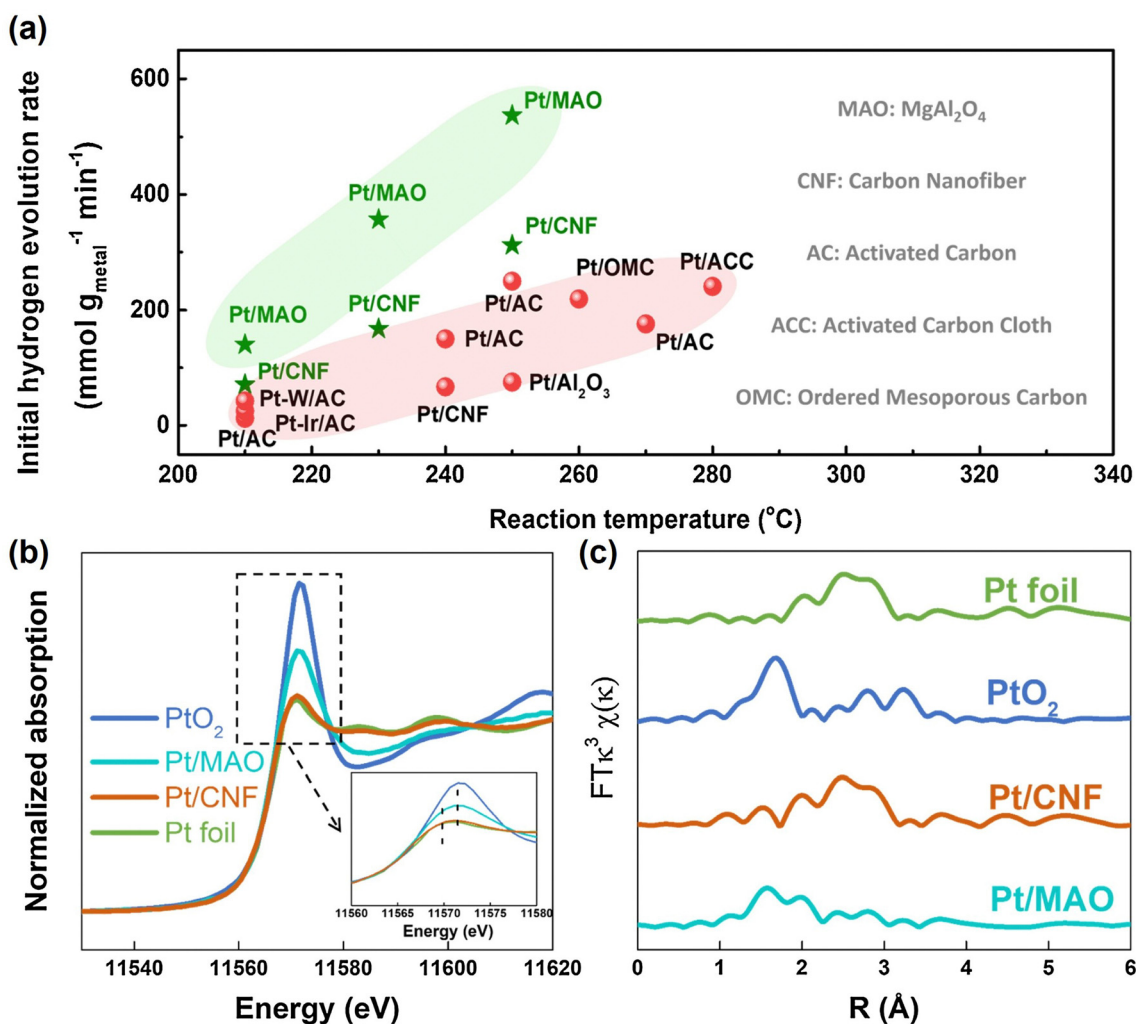 (a)
Initial hydrogen evolution rate
(mmol g_metal⁻¹ min⁻¹)
600
400
200
0
Pt/MAO
MAO: MgAl₂O₄
CNF: Carbon Nanofiber
Pt/MAO
Pt/CNF
AC: Activated Carbon
Pt/OMC
Pt/ACC
Pt/MAO
Pt/CNF
Pt/AC
ACC: Activated Carbon Cloth
Pt/AC
Pt/AC
Pt/CNF
Pt/Al₂O₃
Pt-W/AC
OMC: Ordered Mesoporous Carbon
Pt/CNF
Pt-Ir/AC
Pt/AC
200 220 240 260 280 300 320 340
Reaction temperature (°C)
(b)
Normalized absorption
PtO₂
Pt/MAO
Pt/CNF
Pt foil
11560 11565 11570 11575 11580
Energy (eV)
11540 11560 11580 11600 11620
Energy (eV)
(c)
FTκ³ χ(κ)
Pt foil
PtO₂
Pt/CNF
Pt/MAO
0 1 2 3 4 5 6
R (Å)